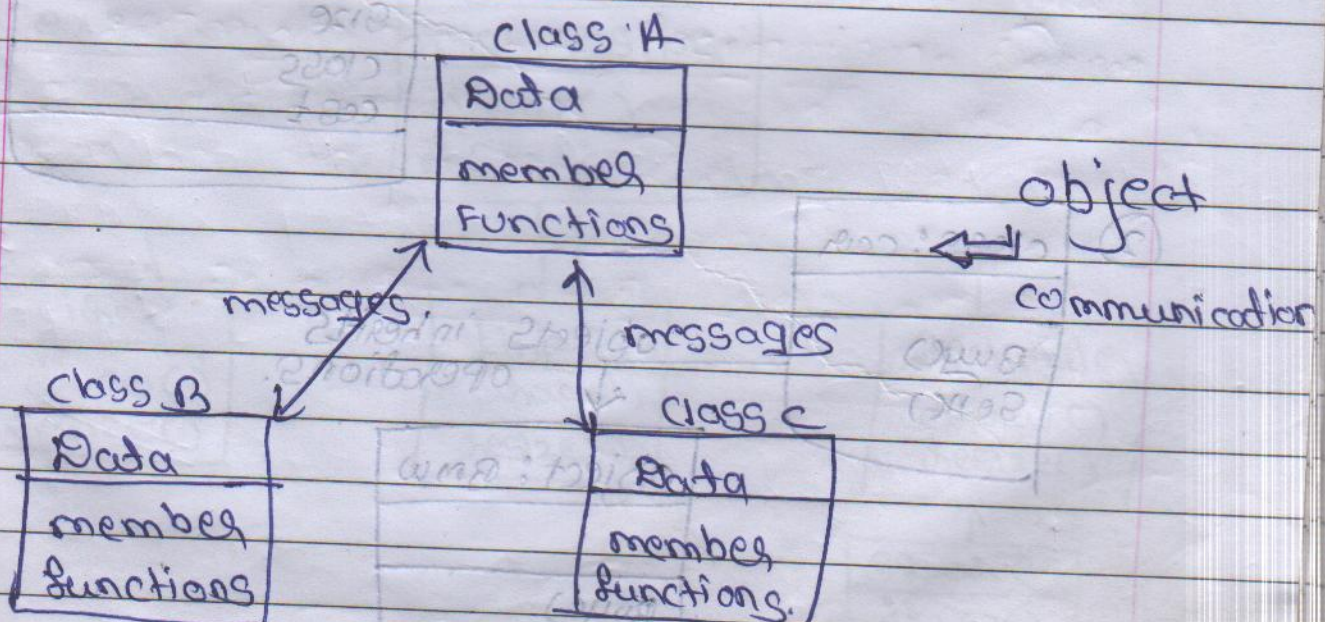 class A
Data
member
Functions
object
communication
messages.
messages
class B
Data
member
functions
class C
Data
member
functions.